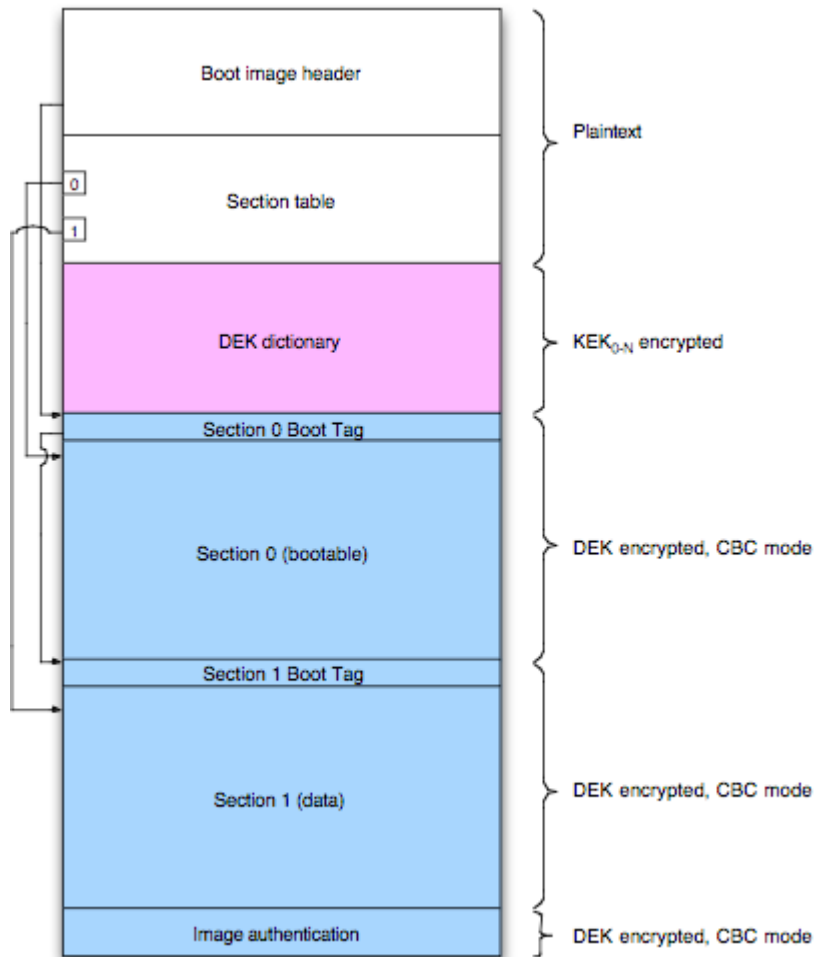 Boot image header
Plaintext
0
Section table
1
DEK dictionary
KEK0-N encrypted
Section 0 Boot Tag
Section 0 (bootable)
DEK encrypted, CBC mode
Section 1 Boot Tag
Section 1 (data)
DEK encrypted, CBC mode
Image authentication
DEK encrypted, CBC mode